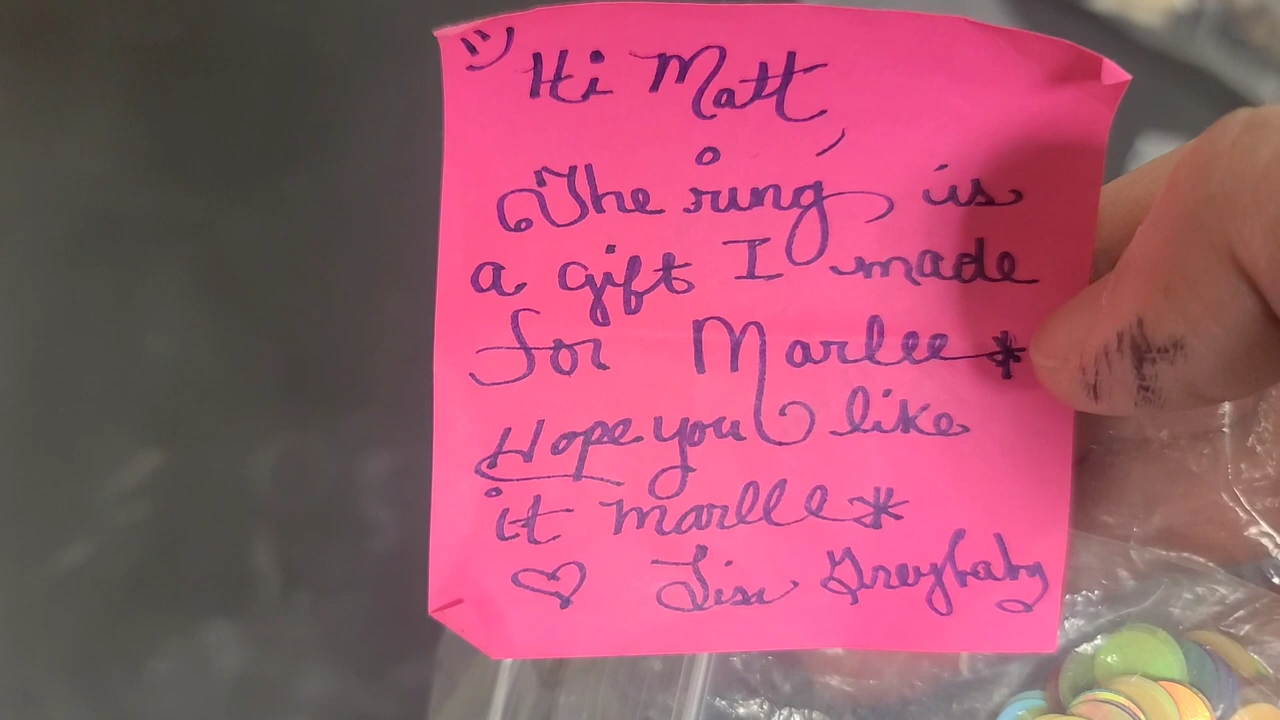 Hi Matt,
The ring is
a gift I made
for Marlee*
Hope you like
it marlee*
♡ Lisa Greybaby